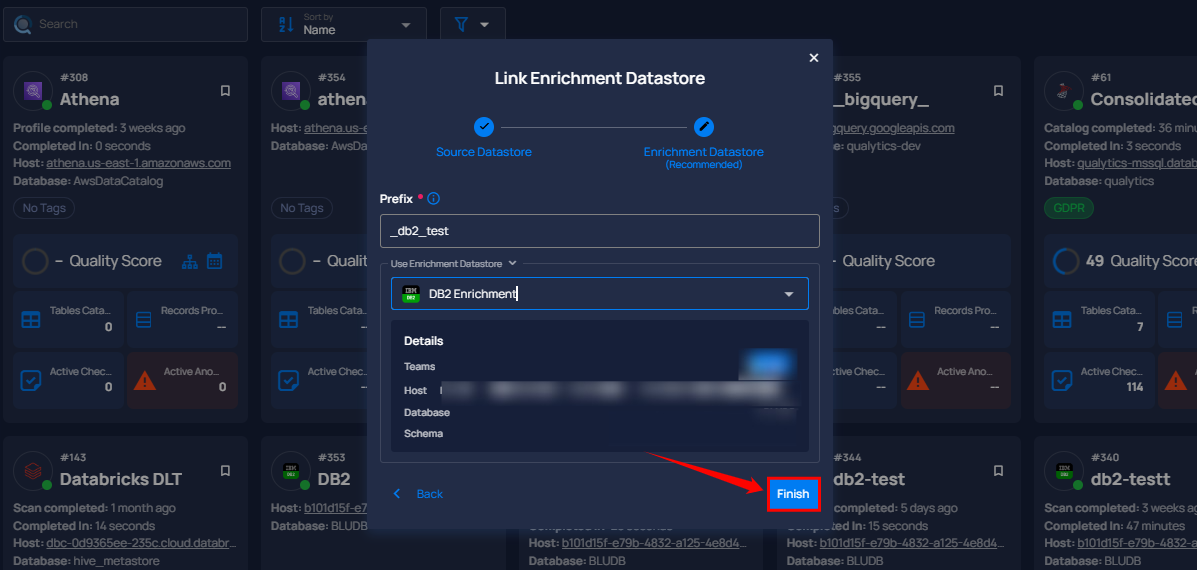 Search
Sort by
Name
Link Enrichment Datastore
Source Datastore
Enrichment Datastore
(Recommended)
Prefix *
_db2_test
Use Enrichment Datastore
IBM
DB2
DB2 Enrichment
Details
Teams
Host
Database
Schema
Back
Finish
#308
Athena
Profile completed: 3 weeks ago
Completed In: 0 seconds
Host: athena.us-east-1.amazonaws.com
Database: AwsDataCatalog
No Tags
– Quality Score
Tables Cata...
0
Records Pro...
--
Active Chec...
0
Active Ano...
0
#354
athen
Host: athena.us-e
Database: AwsDa
No Tags
– Qualit
Tables Cata
Active Chec
#355
_bigquery_
gquery.googleapis.com
qualytics-dev
Quality Score
Cata...
--
Records Pro...
--
Chec...
--
Active Ano...
--
#61
Consolidated
Catalog completed: 36 minu
Completed In: 3 seconds
Host: qualytics-mssql.datab
Database: qualytics
GDPR
49 Quality Score
Tables Cata...
7
R
Active Chec...
114
A
#143
Databricks DLT
Scan completed: 1 month ago
Completed In: 14 seconds
Host: dbc-0d9365ee-235c.cloud.databr...
Database: hive_metastore
#353
IBM
DB2
DB2
Host: b101d15f-e7
Database: BLUDB
Host: b101d15f-e79b-4832-a125-4e8d4...
Database: BLUDB
#344
db2-test
completed: 5 days ago
Completed In: 15 seconds
Host: b101d15f-e79b-4832-a125-4e8d4...
Database: BLUDB
#340
IBM
DB2
db2-testt
Scan completed: 3 weeks ag
Completed In: 47 minutes
Host: b101d15f-e79b-4832-a
Database: BLUDB